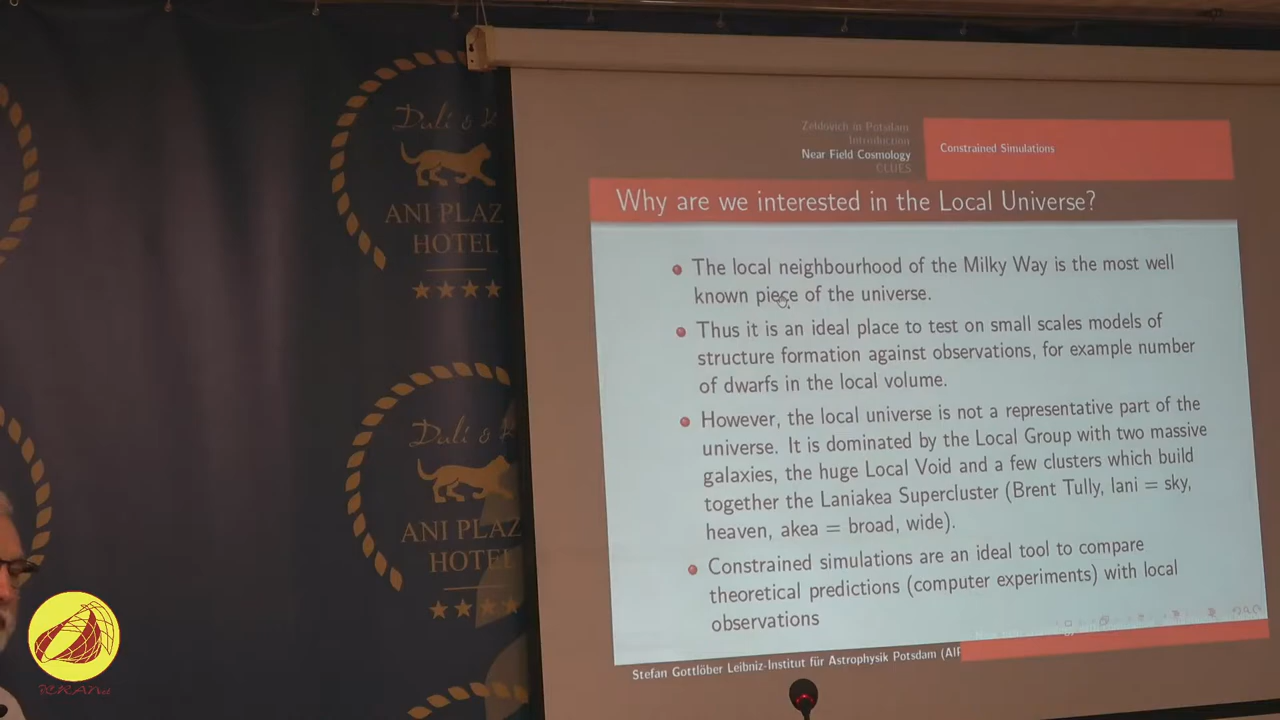 Duli & 
ANI PLAZ
HOTEL
Duli & 
ANI PLAZ
HOTEL
Zeldovich in Potsdam
Introduction
Near Field Cosmology
CLUES
Constrained Simulations
Why are we interested in the Local Universe?
The local neighbourhood of the Milky Way is the most well
known piece of the universe.
Thus it is an ideal place to test on small scales models of
structure formation against observations, for example number
of dwarfs in the local volume.
However, the local universe is not a representative part of the
universe. It is dominated by the Local Group with two massive
galaxies, the huge Local Void and a few clusters which build
together the Laniakea Supercluster (Brent Tully, lani = sky,
heaven, akea = broad, wide).
Constrained simulations are an ideal tool to compare
theoretical predictions (computer experiments) with local
observations
Stefan Gottlöber Leibniz-Institut für Astrophysik Potsdam (AIP